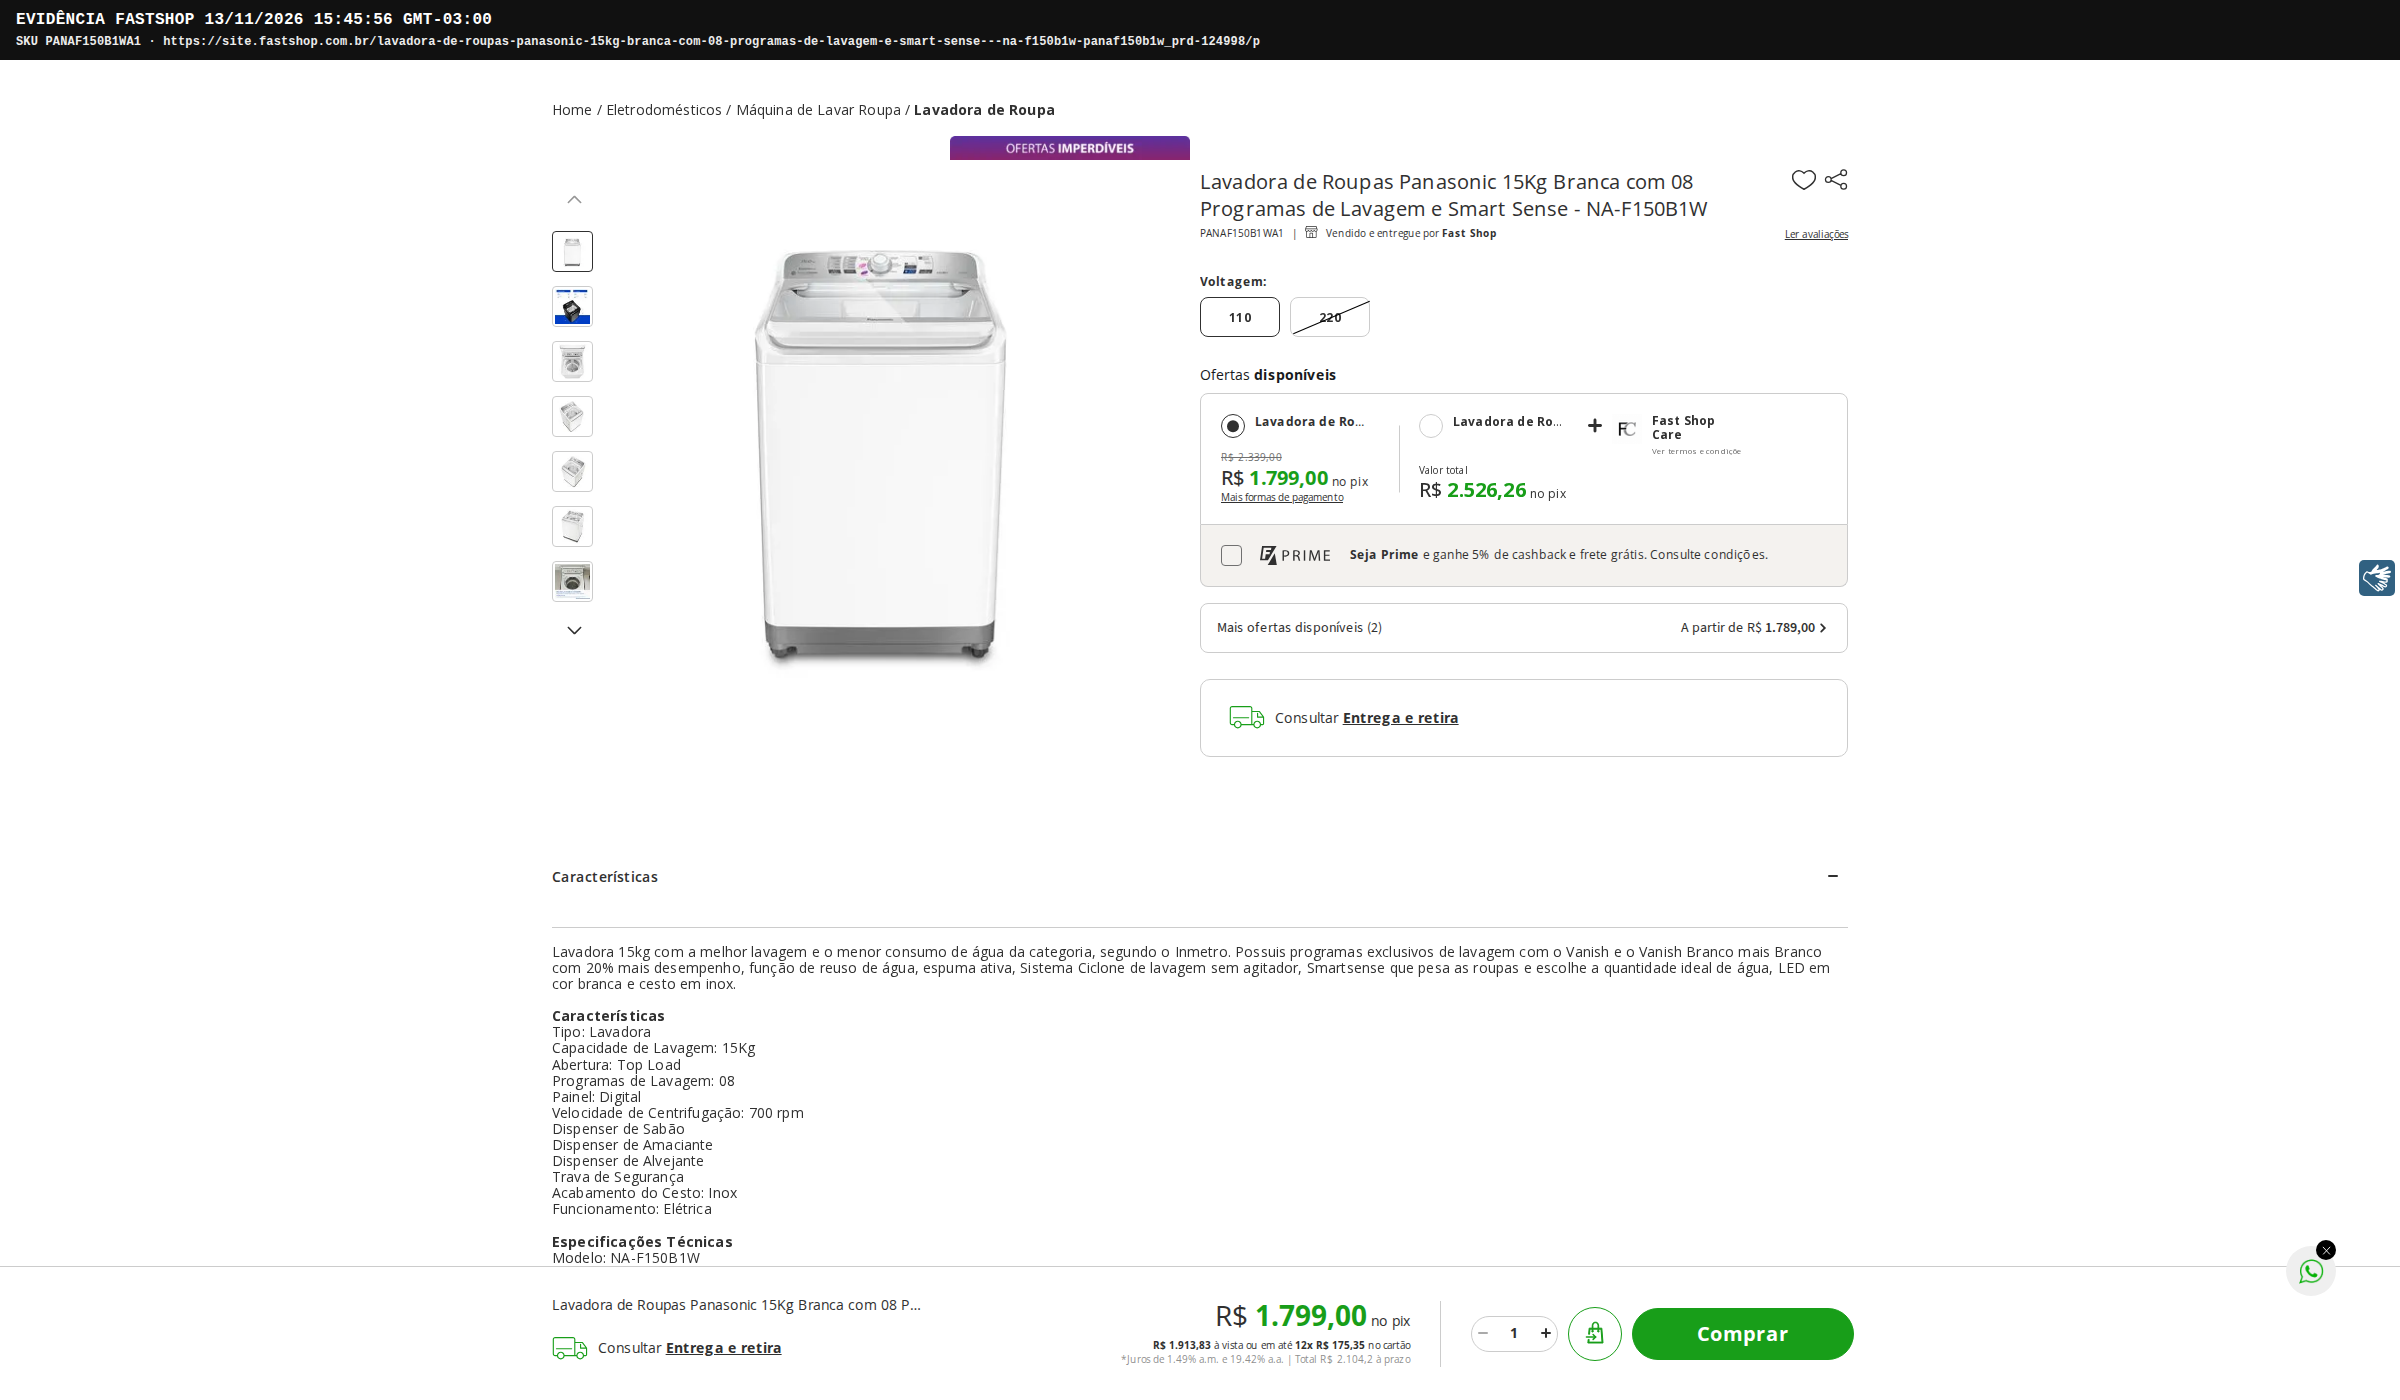 EVIDÊNCIA FASTSHOP 13/11/2026 15:45:56 GMT-03:00
SKU PANAF150B1WA1 · https://site.fastshop.com.br/lavadora-de-roupas-panasonic-15kg-branca-com-08-programas-de-lavagem-e-smart-sense---na-f150b1w-panaf150b1w_prd-124998/p
Home / Eletrodomésticos / Máquina de Lavar Roupa / Lavadora de Roupa
OFERTAS IMPERDÍVEIS
Lavadora de Roupas Panasonic 15Kg Branca com 08
Programas de Lavagem e Smart Sense - NA-F150B1W
PANAF150B1WA1 | Vendido e entregue por Fast Shop
Ler avaliações
Voltagem:
110
220
Ofertas disponíveis
Lavadora de Ro...
R$ 2.339,00
R$ 1.799,00 no pix
Mais formas de pagamento
Lavadora de Ro...
+
FC
Fast Shop
Care
Ver termos e condiçõe
Valor total
R$ 2.526,26 no pix
PRIME
Seja Prime e ganhe 5% de cashback e frete grátis. Consulte condições.
Mais ofertas disponíveis (2)
A partir de R$ 1.789,00
Consultar Entrega e retira
Características
Lavadora 15kg com a melhor lavagem e o menor consumo de água da categoria, segundo o Inmetro. Possuis programas exclusivos de lavagem com o Vanish e o Vanish Branco mais Branco
com 20% mais desempenho, função de reuso de água, espuma ativa, Sistema Ciclone de lavagem sem agitador, Smartsense que pesa as roupas e escolhe a quantidade ideal de água, LED em
cor branca e cesto em inox.
Características
Tipo: Lavadora
Capacidade de Lavagem: 15Kg
Abertura: Top Load
Programas de Lavagem: 08
Painel: Digital
Velocidade de Centrifugação: 700 rpm
Dispenser de Sabão
Dispenser de Amaciante
Dispenser de Alvejante
Trava de Segurança
Acabamento do Cesto: Inox
Funcionamento: Elétrica
Especificações Técnicas
Modelo: NA-F150B1W
Lavadora de Roupas Panasonic 15Kg Branca com 08 P...
Consultar Entrega e retira
R$ 1.799,00 no pix
R$ 1.913,83 à vista ou em até 12x R$ 175,35 no cartão
*Juros de 1.49% a.m. e 19.42% a.a. | Total R$ 2.104,2 à prazo
1
Comprar